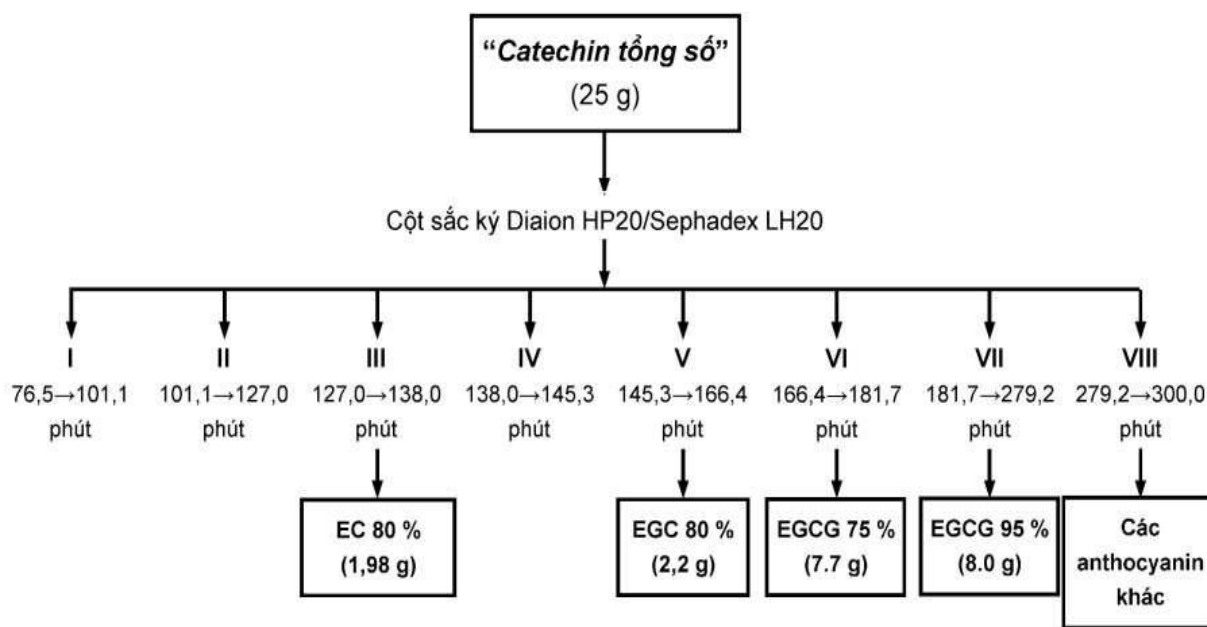 “Catechin tổng số”
(25 g)
Cột sắc ký Diaion HP20/Sephadex LH20
I
76,5→101,1
phút
II
101,1→127,0
phút
III
127,0→138,0
phút
IV
138,0→145,3
phút
V
145,3→166,4
phút
VI
166,4→181,7
phút
VII
181,7→279,2
phút
VIII
279,2→300,0
phút
EC 80 %
(1,98 g)
EGC 80 %
(2,2 g)
EGCG 75 %
(7.7 g)
EGCG 95 %
(8.0 g)
Các
anthocyanin
khác